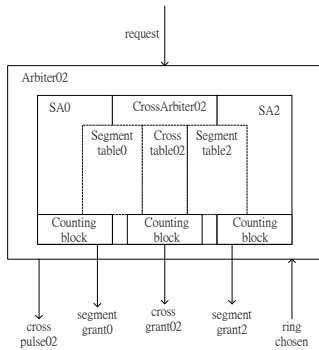 request
Arbiter02
SA0
CrossArbiter02
SA2
Segment
table0
Cross
table02
Segment
table2
Counting
block
Counting
block
Counting
block
cross
pulse02
segment
grant0
cross
grant02
segment
grant2
ring
chosen